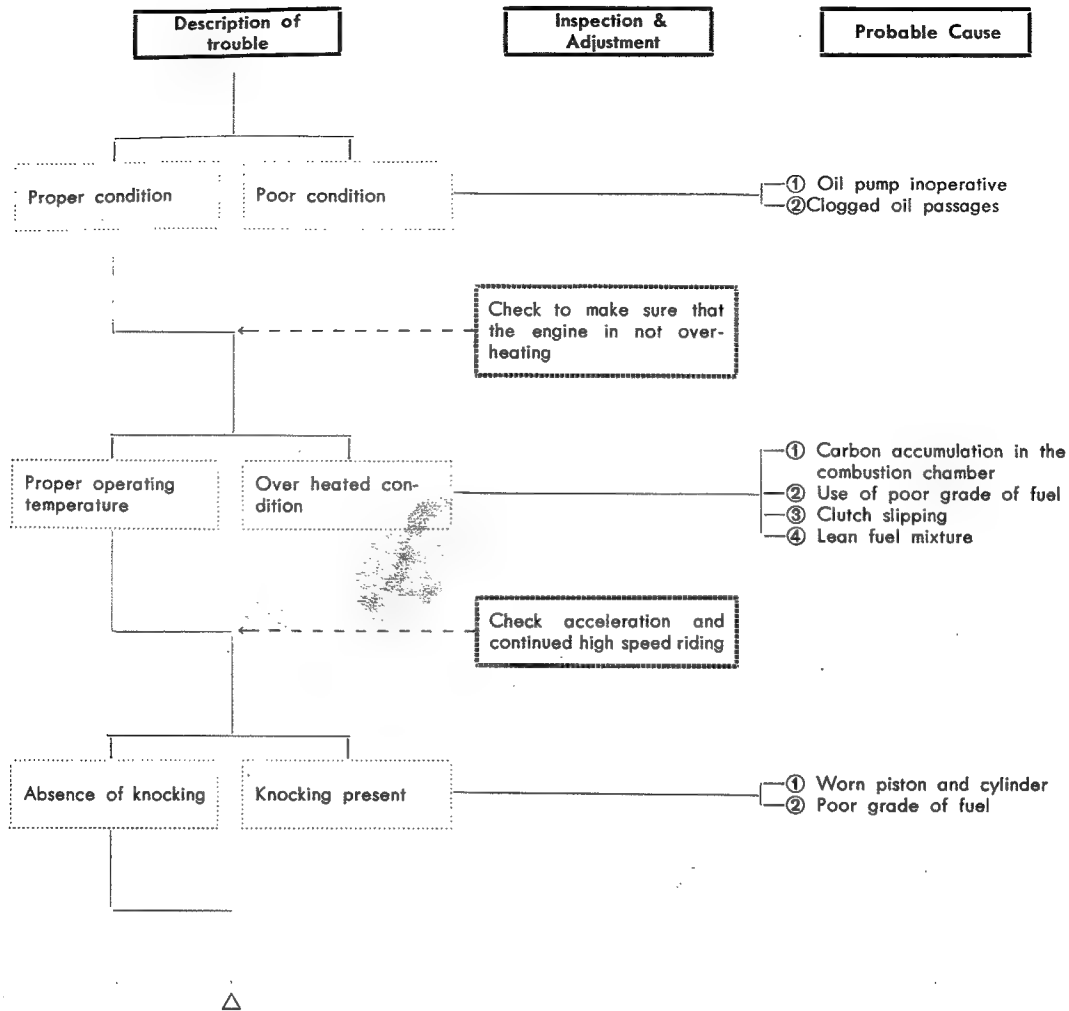 Description of
trouble
Inspection &
Adjustment
Probable Cause
Proper condition
Poor condition
① Oil pump inoperative
②Clogged oil passages
Check to make sure that
the engine in not over-
heating
Proper operating
temperature
Over heated con-
dition
① Carbon accumulation in the
combustion chamber
② Use of poor grade of fuel
③ Clutch slipping
④ Lean fuel mixture
Check acceleration and
continued high speed riding
Absence of knocking
Knocking present
① Worn piston and cylinder
② Poor grade of fuel